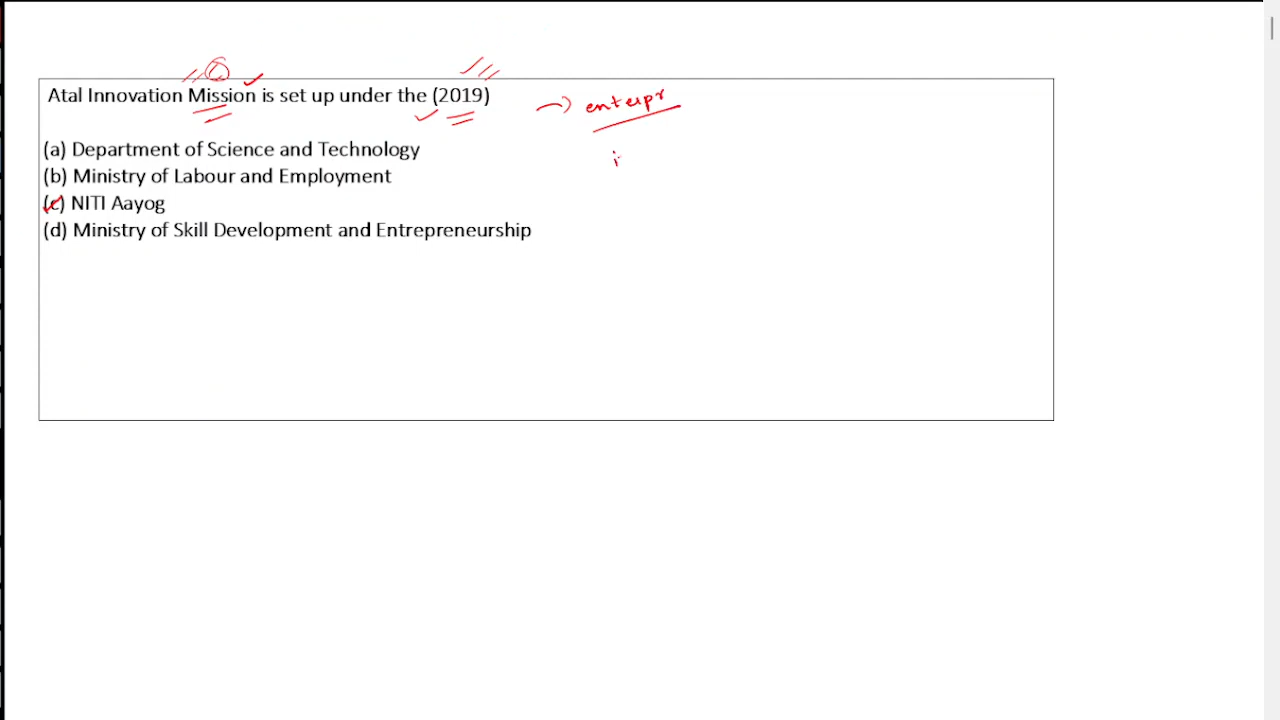 Atal Innovation Mission is set up under the (2019)
enterpr
(a) Department of Science and Technology
(b) Ministry of Labour and Employment
(c) NITI Aayog
(d) Ministry of Skill Development and Entrepreneurship